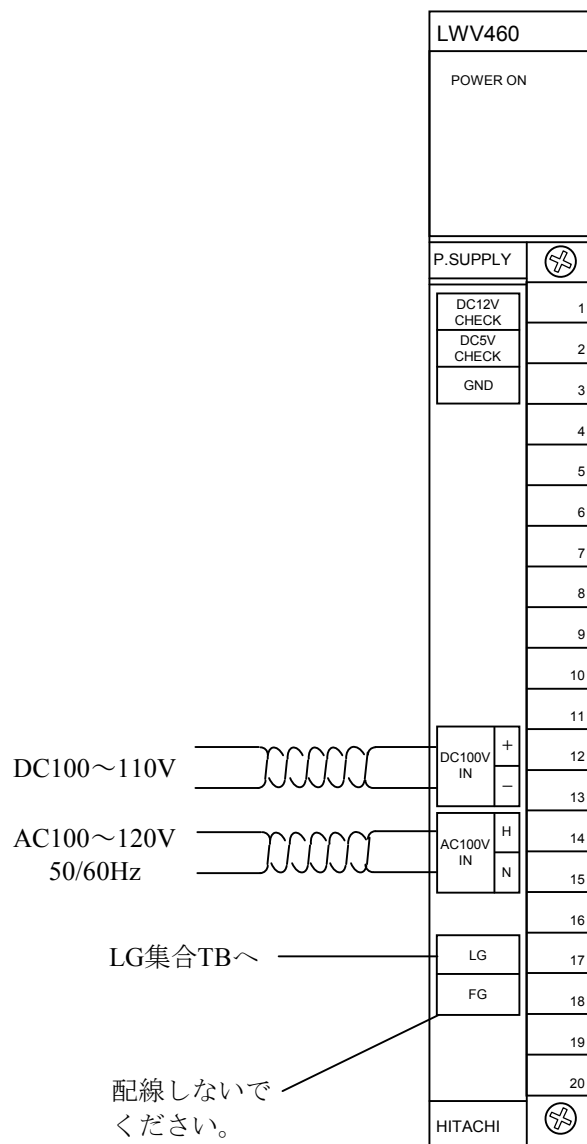 LWV460
POWER ON
P.SUPPLY
DC12V
CHECK
DC5V
CHECK
GND
1
2
3
4
5
6
7
8
9
10
11
DC100～110V
DC100V
IN
+
−
12
13
AC100～120V
50/60Hz
AC100V
IN
H
N
14
15
16
LG集合TBへ
LG
17
FG
18
19
20
配線しないで
ください。
HITACHI